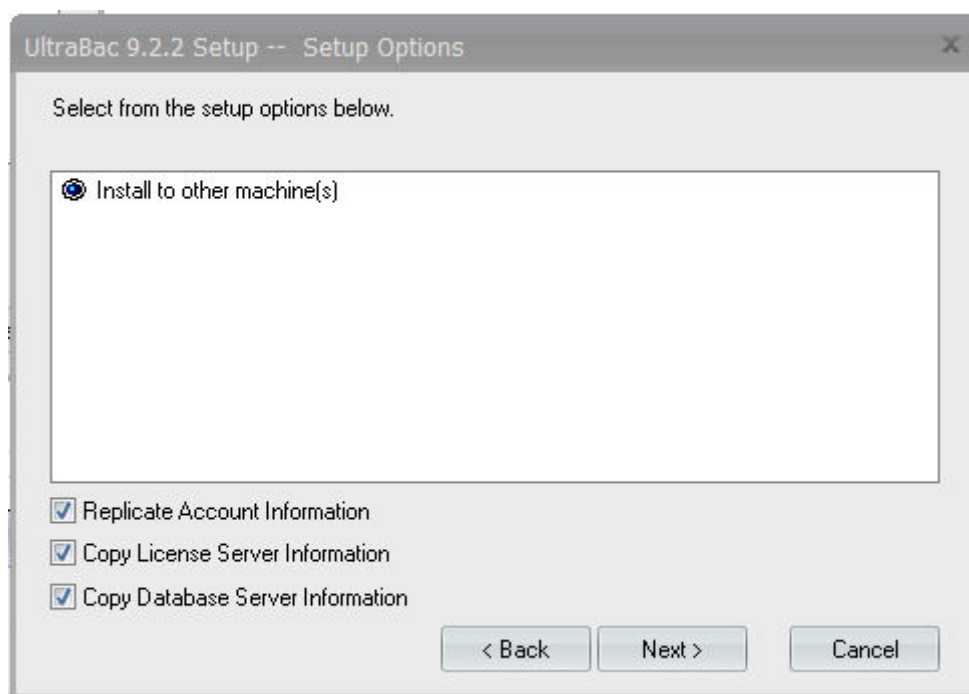 UltraBac 9.2.2 Setup -- Setup Options
Select from the setup options below.
Install to other machine(s)
Replicate Account Information
Copy License Server Information
Copy Database Server Information
< Back Next > Cancel